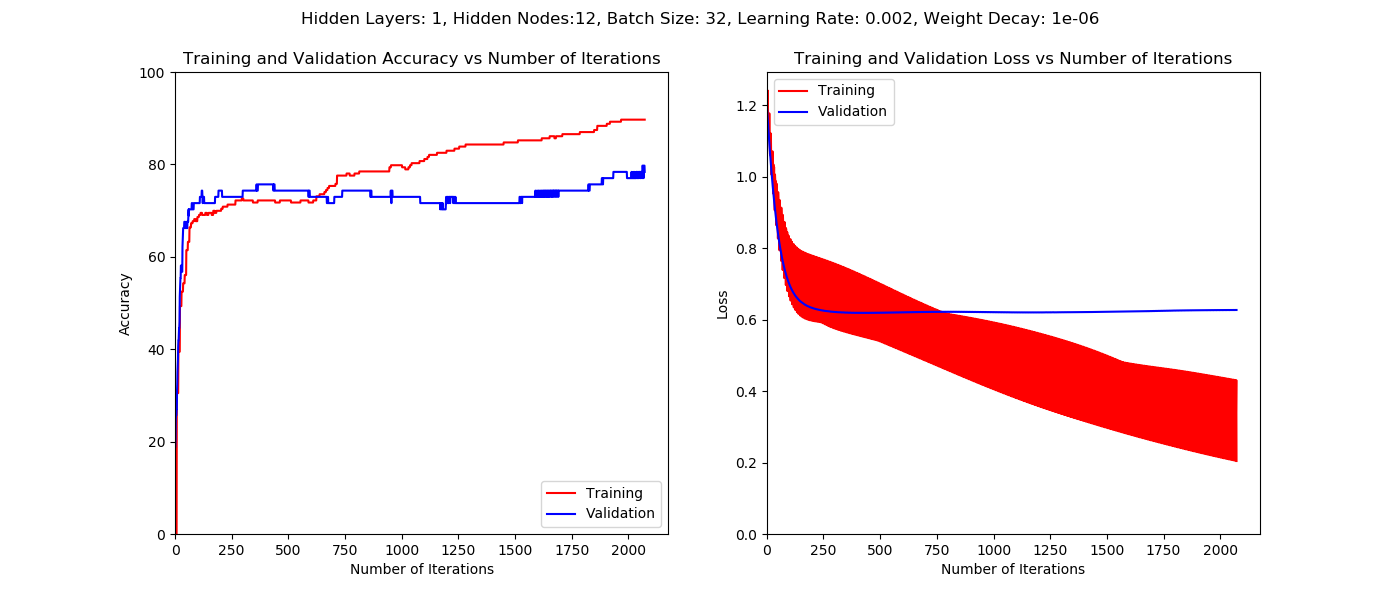 Hidden Layers: 1, Hidden Nodes:12, Batch Size: 32, Learning Rate: 0.002, Weight Decay: 1e-06
Training and Validation Accuracy vs Number of Iterations
100
80
60
40
20
0
Accuracy
0 250 500 750 1000 1250 1500 1750 2000
Number of Iterations
Training
Validation
Training and Validation Loss vs Number of Iterations
Training
Validation
1.2
1.0
0.8
0.6
0.4
0.2
0.0
Loss
0 250 500 750 1000 1250 1500 1750 2000
Number of Iterations